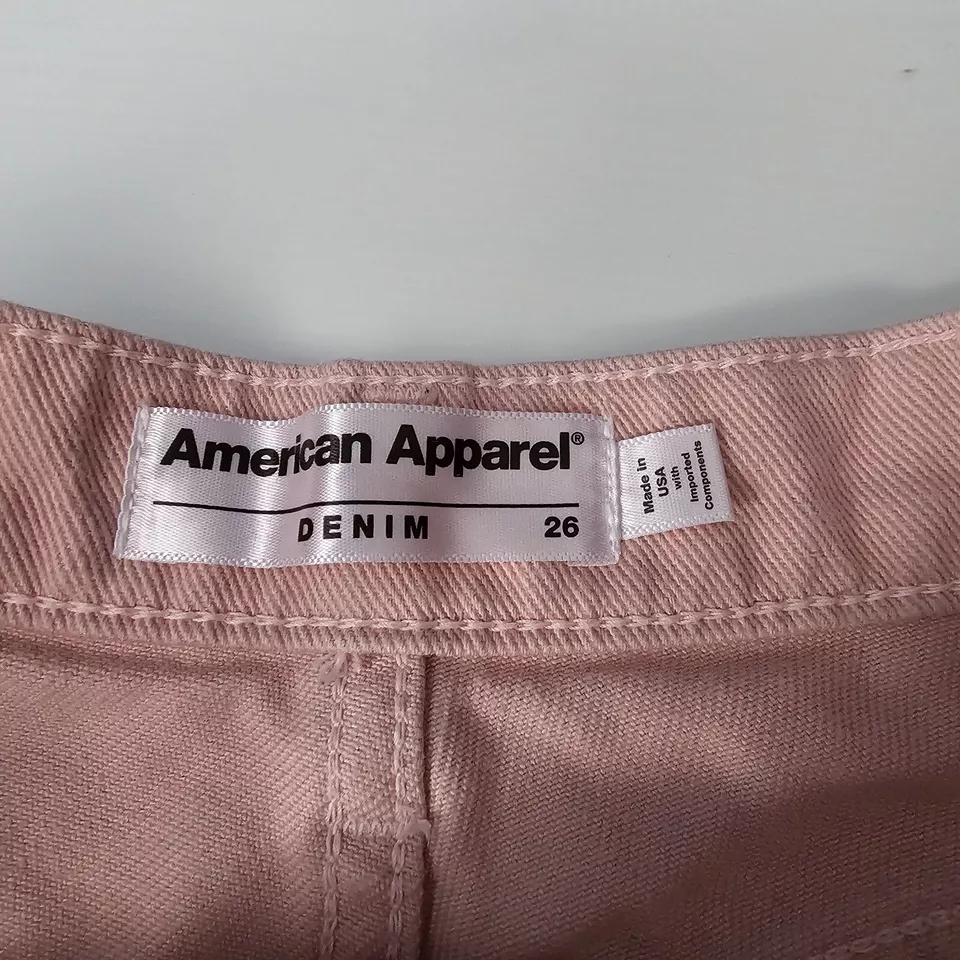 American Apparel®
DENIM 26
Made in
USA
with
Imported
Components